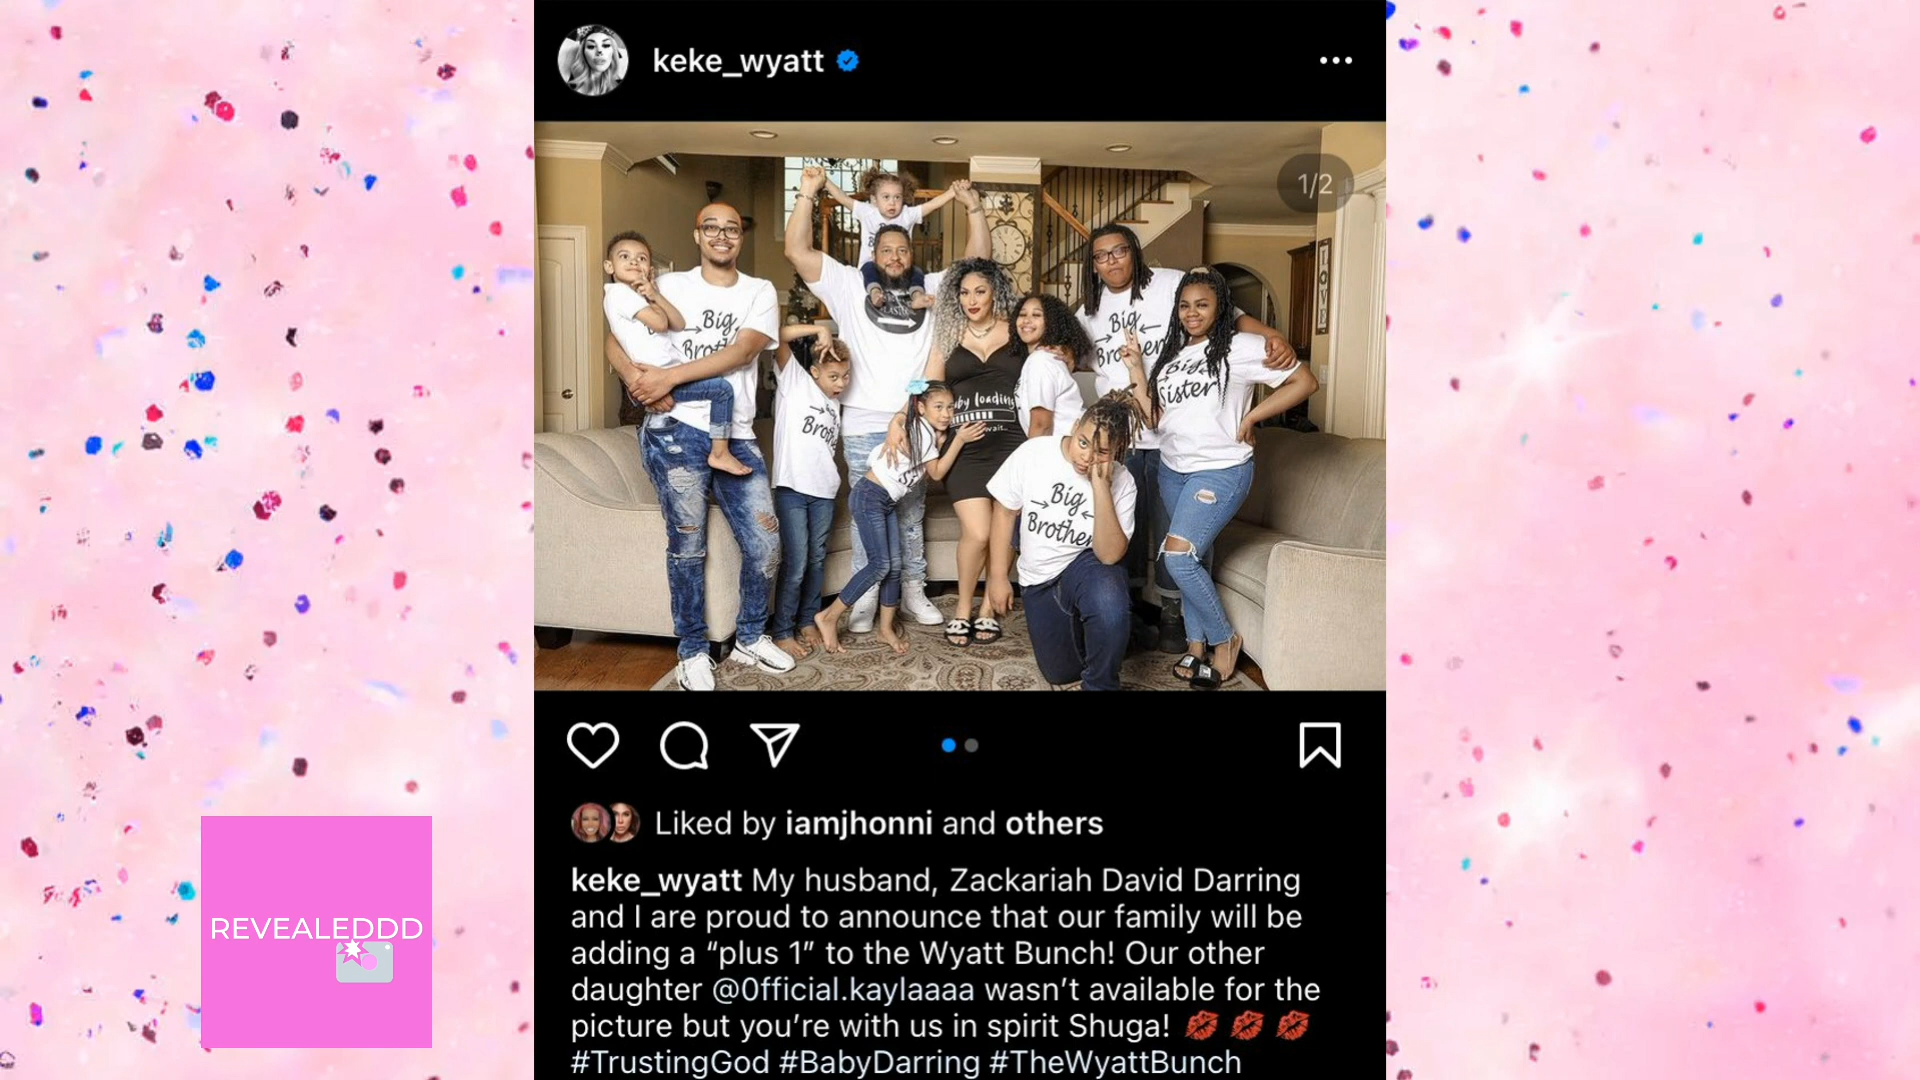 keke_wyatt
1/2
LOVE
Big
Big
Brother
Big
Sister
Big
Brother
Liked by iamjhonni and others
keke_wyatt My husband, Zackariah David Darring
and I are proud to announce that our family will be
adding a “plus 1” to the Wyatt Bunch! Our other
daughter @0fficial.kaylaaaa wasn’t available for the
picture but you’re with us in spirit Shuga! 💋 💋 💋
#TrustingGod #BabyDarring #TheWyattBunch
REVEALEDDD